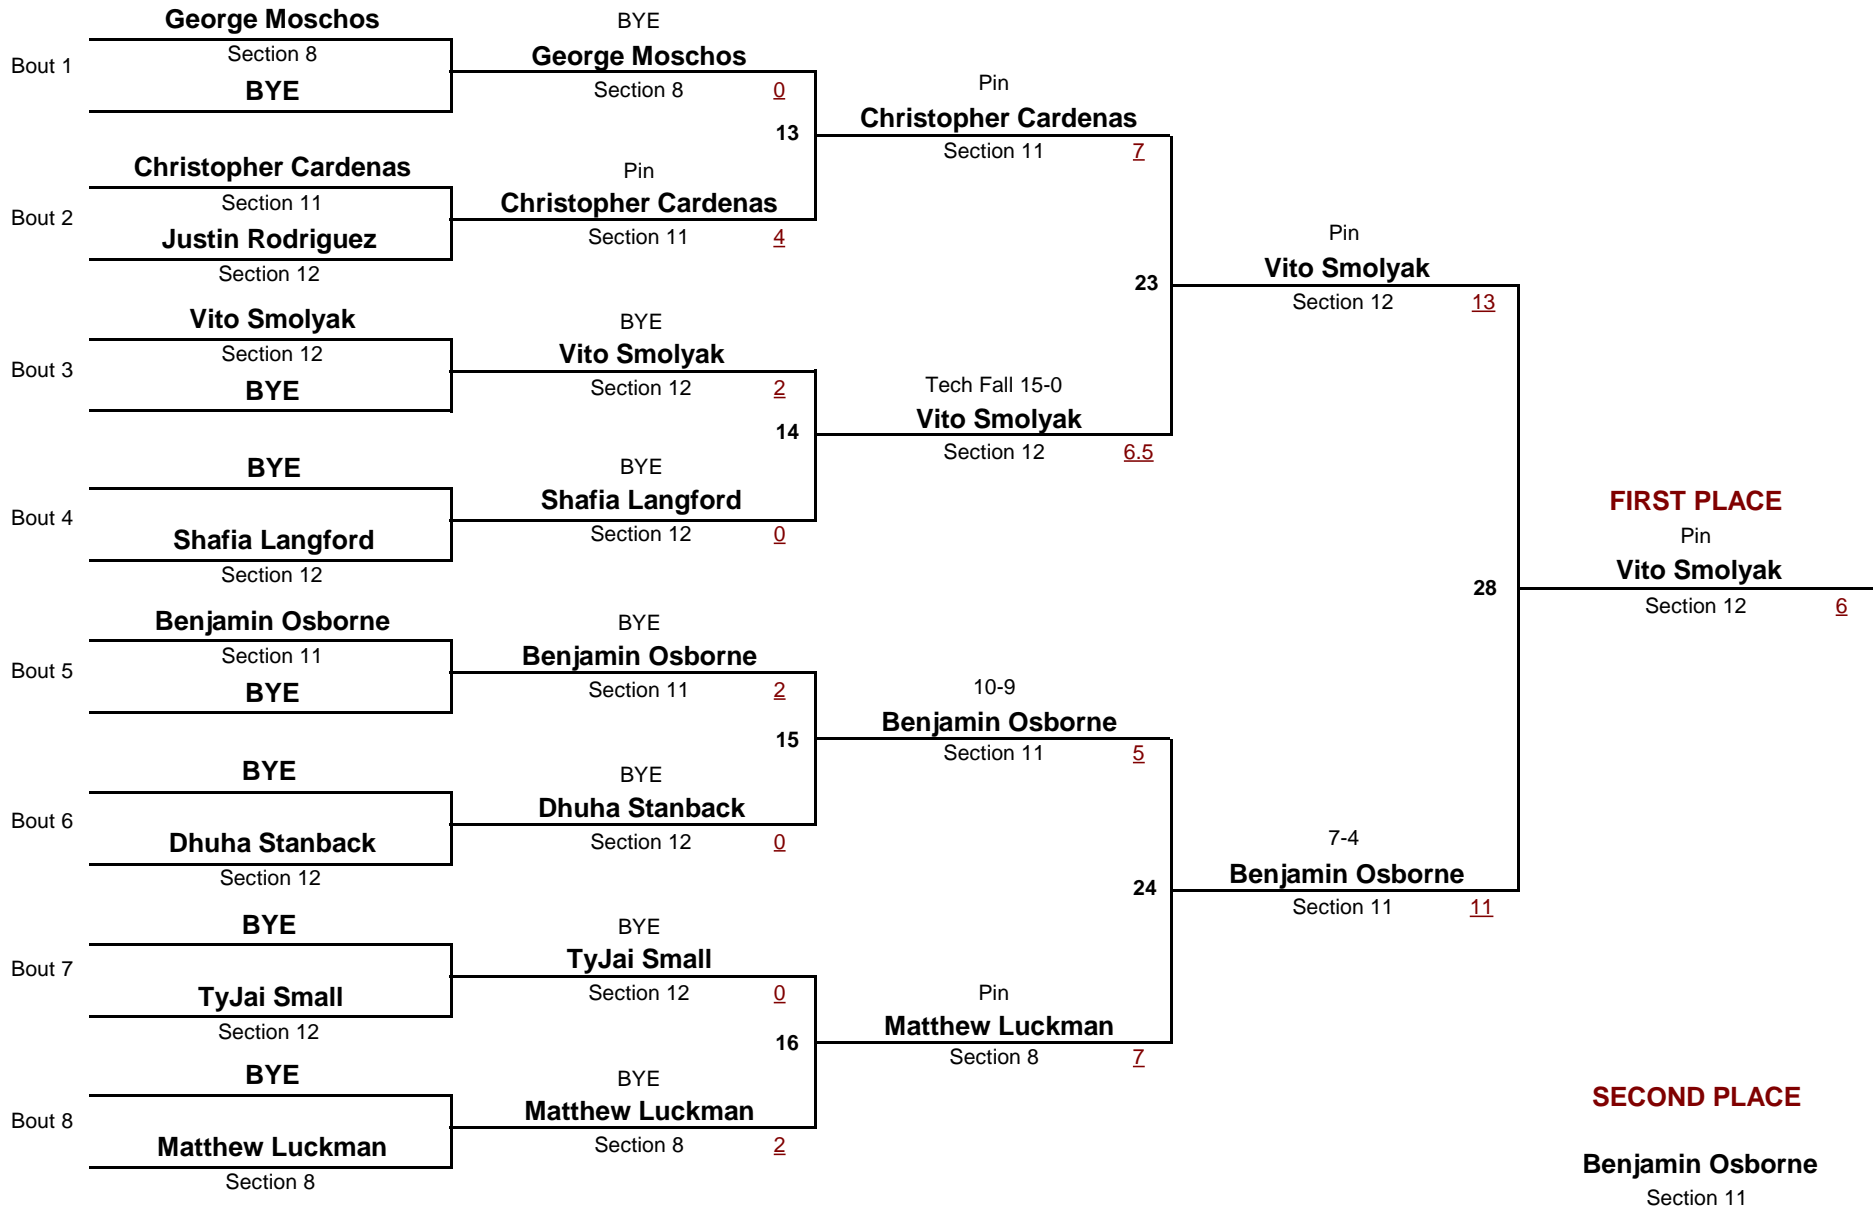 George Moschos
Bout 1
Section 8
BYE
Christopher Cardenas
Bout 2
Section 11
Justin Rodriguez
Section 12
Vito Smolyak
Bout 3
Section 12
BYE
BYE
Bout 4
Shafia Langford
Section 12
Benjamin Osborne
Bout 5
Section 11
BYE
BYE
Bout 6
Dhuha Stanback
Section 12
BYE
Bout 7
TyJai Small
Section 12
BYE
Bout 8
Matthew Luckman
Section 8
BYE
George Moschos
Section 8 0
13
Pin
Christopher Cardenas
Section 11 4
BYE
Vito Smolyak
Section 12 2
14
BYE
Shafia Langford
Section 12 0
BYE
Benjamin Osborne
Section 11 2
15
BYE
Dhuha Stanback
Section 12 0
BYE
TyJai Small
Section 12 0
16
BYE
Matthew Luckman
Section 8 2
Pin
Christopher Cardenas
Section 11 7
23
Tech Fall 15-0
Vito Smolyak
Section 12 6.5
10-9
Benjamin Osborne
Section 11 5
24
Pin
Matthew Luckman
Section 8 7
Pin
Vito Smolyak
Section 12 13
28
7-4
Benjamin Osborne
Section 11 11
FIRST PLACE
Pin
Vito Smolyak
Section 12 6
SECOND PLACE
Benjamin Osborne
Section 11